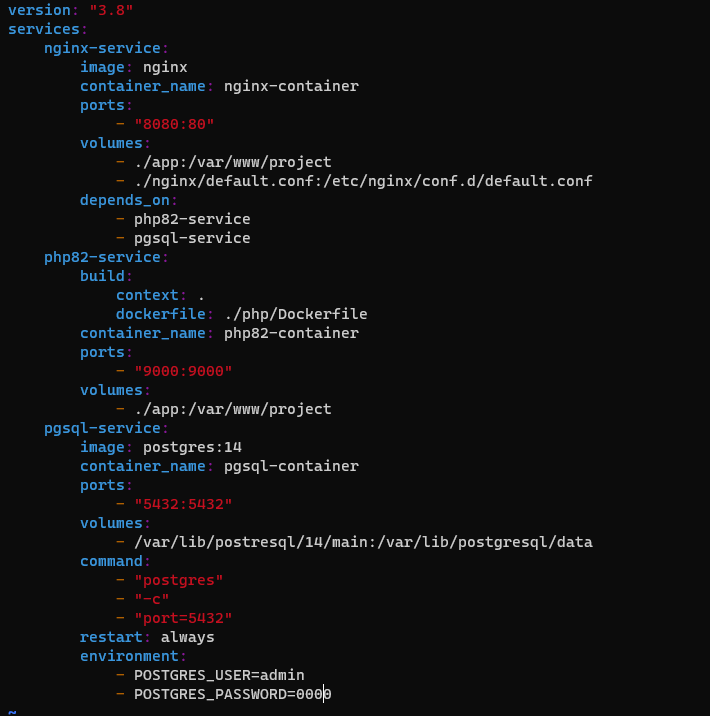 version: "3.8"
services:
    nginx-service:
        image: nginx
        container_name: nginx-container
        ports:
            - "8080:80"
        volumes:
            - ./app:/var/www/project
            - ./nginx/default.conf:/etc/nginx/conf.d/default.conf
        depends_on:
            - php82-service
            - pgsql-service
    php82-service:
        build:
            context: .
            dockerfile: ./php/Dockerfile
        container_name: php82-container
        ports:
            - "9000:9000"
        volumes:
            - ./app:/var/www/project
    pgsql-service:
        image: postgres:14
        container_name: pgsql-container
        ports:
            - "5432:5432"
        volumes:
            - /var/lib/postresql/14/main:/var/lib/postgresql/data
        command:
            - "postgres"
            - "-c"
            - "port=5432"
        restart: always
        environment:
            - POSTGRES_USER=admin
            - POSTGRES_PASSWORD=0000
~